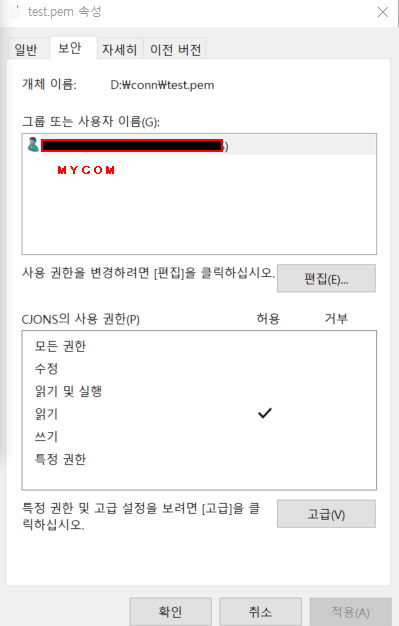 test.pem 속성
일반 보안 자세히 이전 버전
개체 이름: D:₩conn₩test.pem
그룹 또는 사용자 이름(G):
MYCOM
사용 권한을 변경하려면 [편집]을 클릭하십시오. 편집(E)...
CJONS의 사용 권한(P) 허용 거부
모든 권한
수정
읽기 및 실행
읽기
쓰기
특정 권한
특정 권한 및 고급 설정을 보려면 [고급]을 클
릭하십시오. 고급(V)
확인 취소 적용(A)